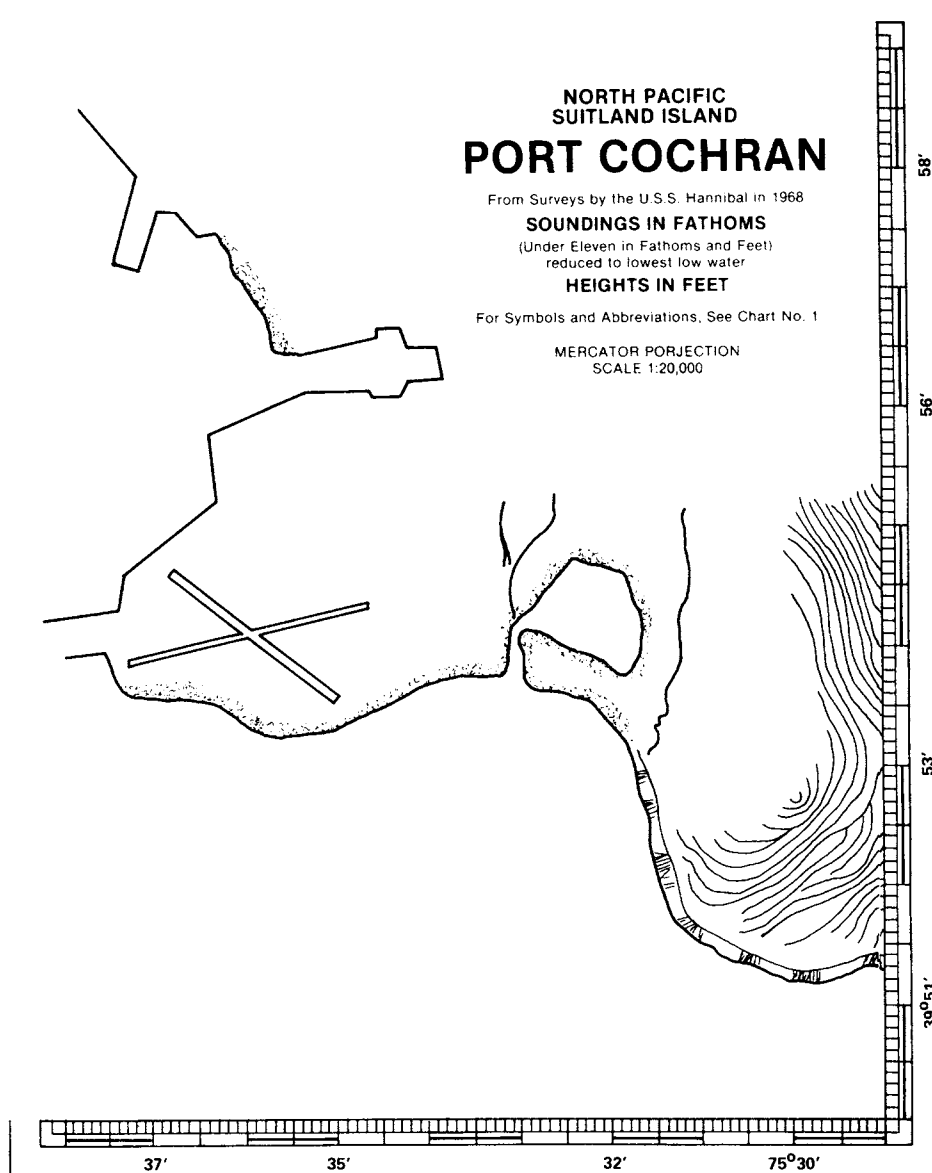 NORTH PACIFIC
SUITLAND ISLAND
PORT COCHRAN
From Surveys by the U.S.S. Hannibal in 1968
SOUNDINGS IN FATHOMS
(Under Eleven in Fathoms and Feet)
reduced to lowest low water
HEIGHTS IN FEET
For Symbols and Abbreviations, See Chart No. 1
MERCATOR PORJECTION
SCALE 1:20,000
58'
56'
53'
39º51'
37'
35'
32'
75º30'